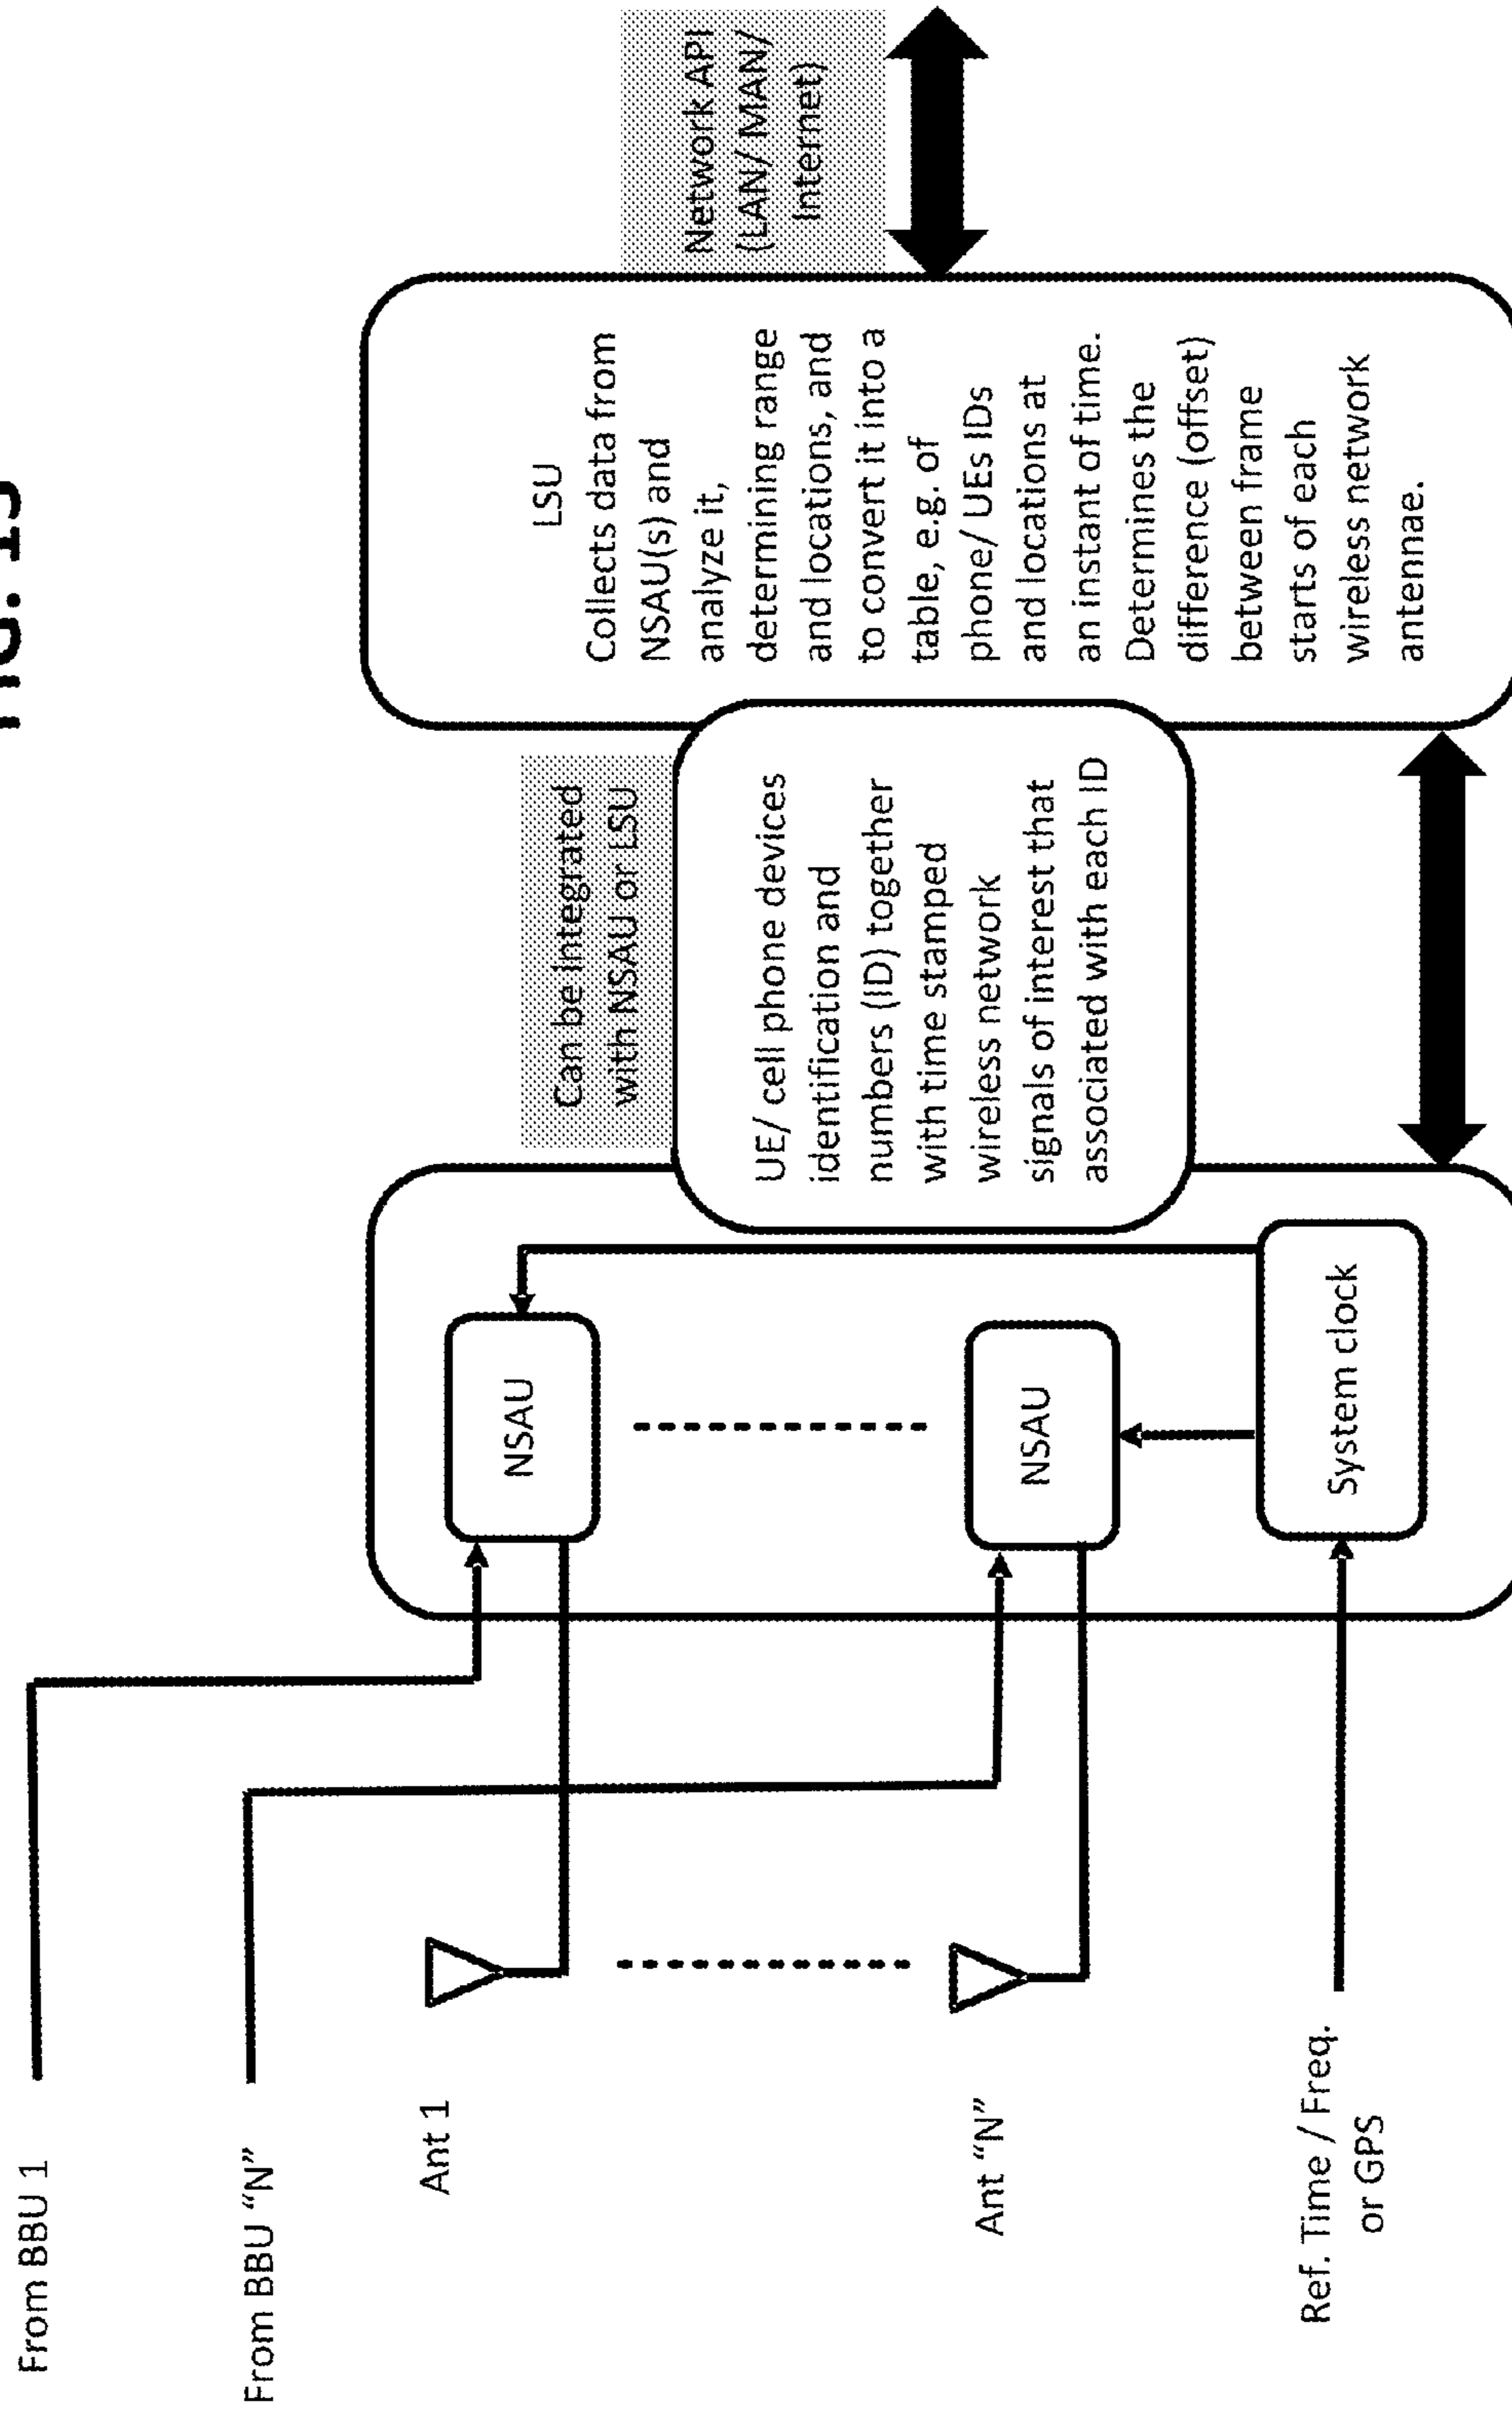 From BBU 1
From BBU “N”
Ant 1
Ant “N”
Ref. Time / Freq.
or GPS
NSAU
NSAU
System clock
Can be integrated
with NSAU or LSU
UE/ cell phone devices
identification and
numbers (ID) together
with time stamped
wireless network
signals of interest that
associated with each ID
LSU
Collects data from
NSAU(s) and
analyze it,
determining range
and locations, and
to convert it into a
table, e.g. of
phone/ UEs IDs
and locations at
an instant of time.
Determines the
difference (offset)
between frame
starts of each
wireless network
antennae.
Network API
(LAN/ MAN/
Internet)